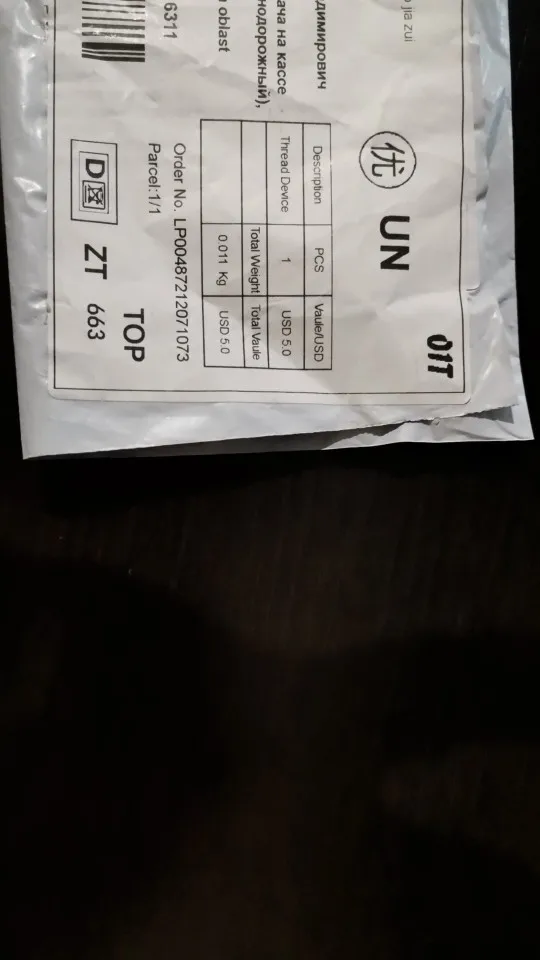 01T
jia zui
优 UN
димирович
ача на кассе
нодорожный),
oblast
Description PCS Vaule/USD
Thread Device 1 USD 5.0
Total Weight Total Vaule
0.011 Kg USD 5.0
6311
Order No. LP00487212071073
Parcel:1/1
TOP
D ZT 663